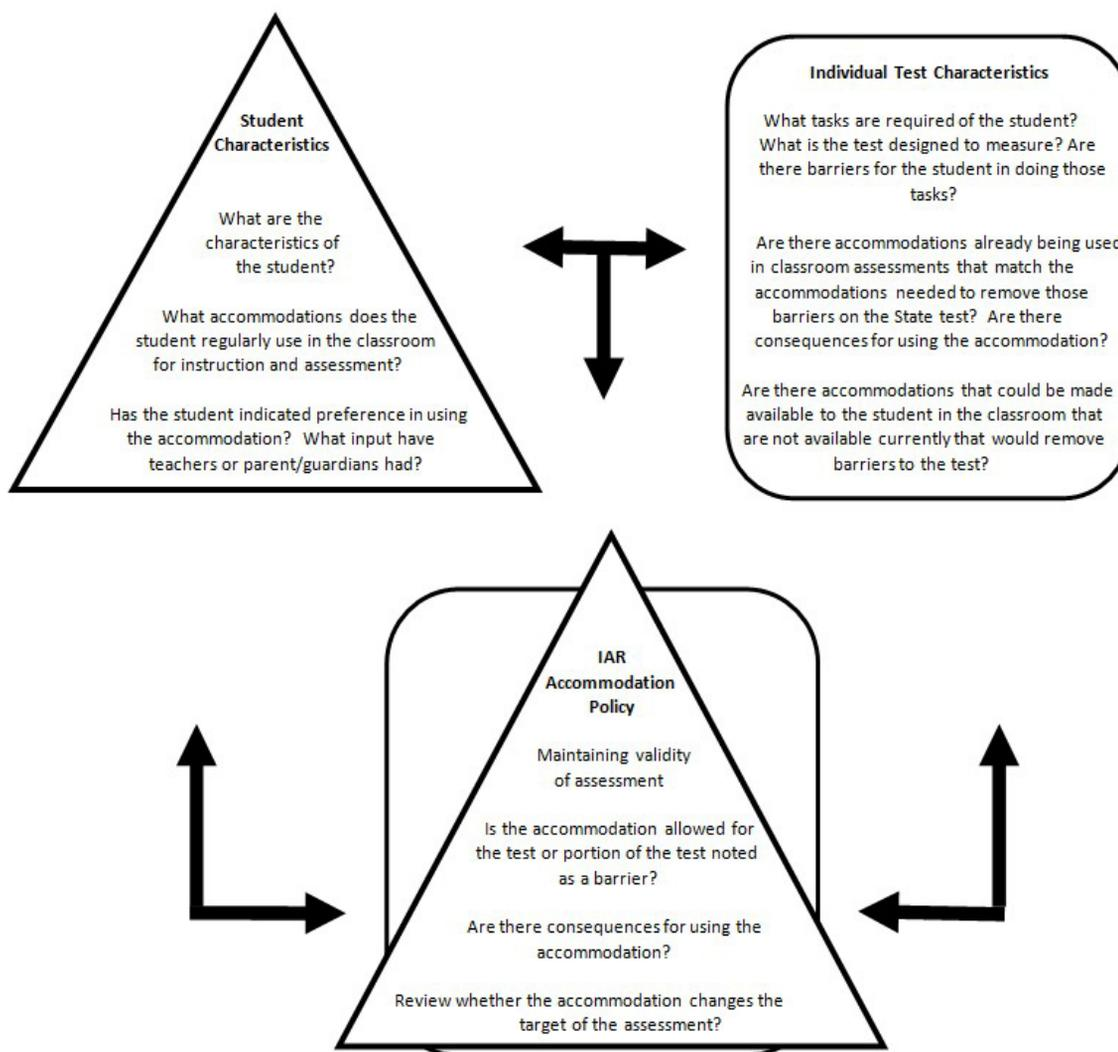 Student
Characteristics
What are the
characteristics of
the student?
What accommodations does the
student regularly use in the classroom
for instruction and assessment?
Has the student indicated preference in using
the accommodation? What input have
teachers or parent/guardians had?
Individual Test Characteristics
What tasks are required of the student?
What is the test designed to measure? Are
there barriers for the student in doing those
tasks?
Are there accommodations already being used
in classroom assessments that match the
accommodations needed to remove those
barriers on the State test? Are there
consequences for using the accommodation?
Are there accommodations that could be made
available to the student in the classroom that
are not available currently that would remove
barriers to the test?
IAR
Accommodation
Policy
Maintaining validity
of assessment
Is the accommodation allowed for
the test or portion of the test noted
as a barrier?
Are there consequences for using the
accommodation?
Review whether the accommodation changes the
target of the assessment?